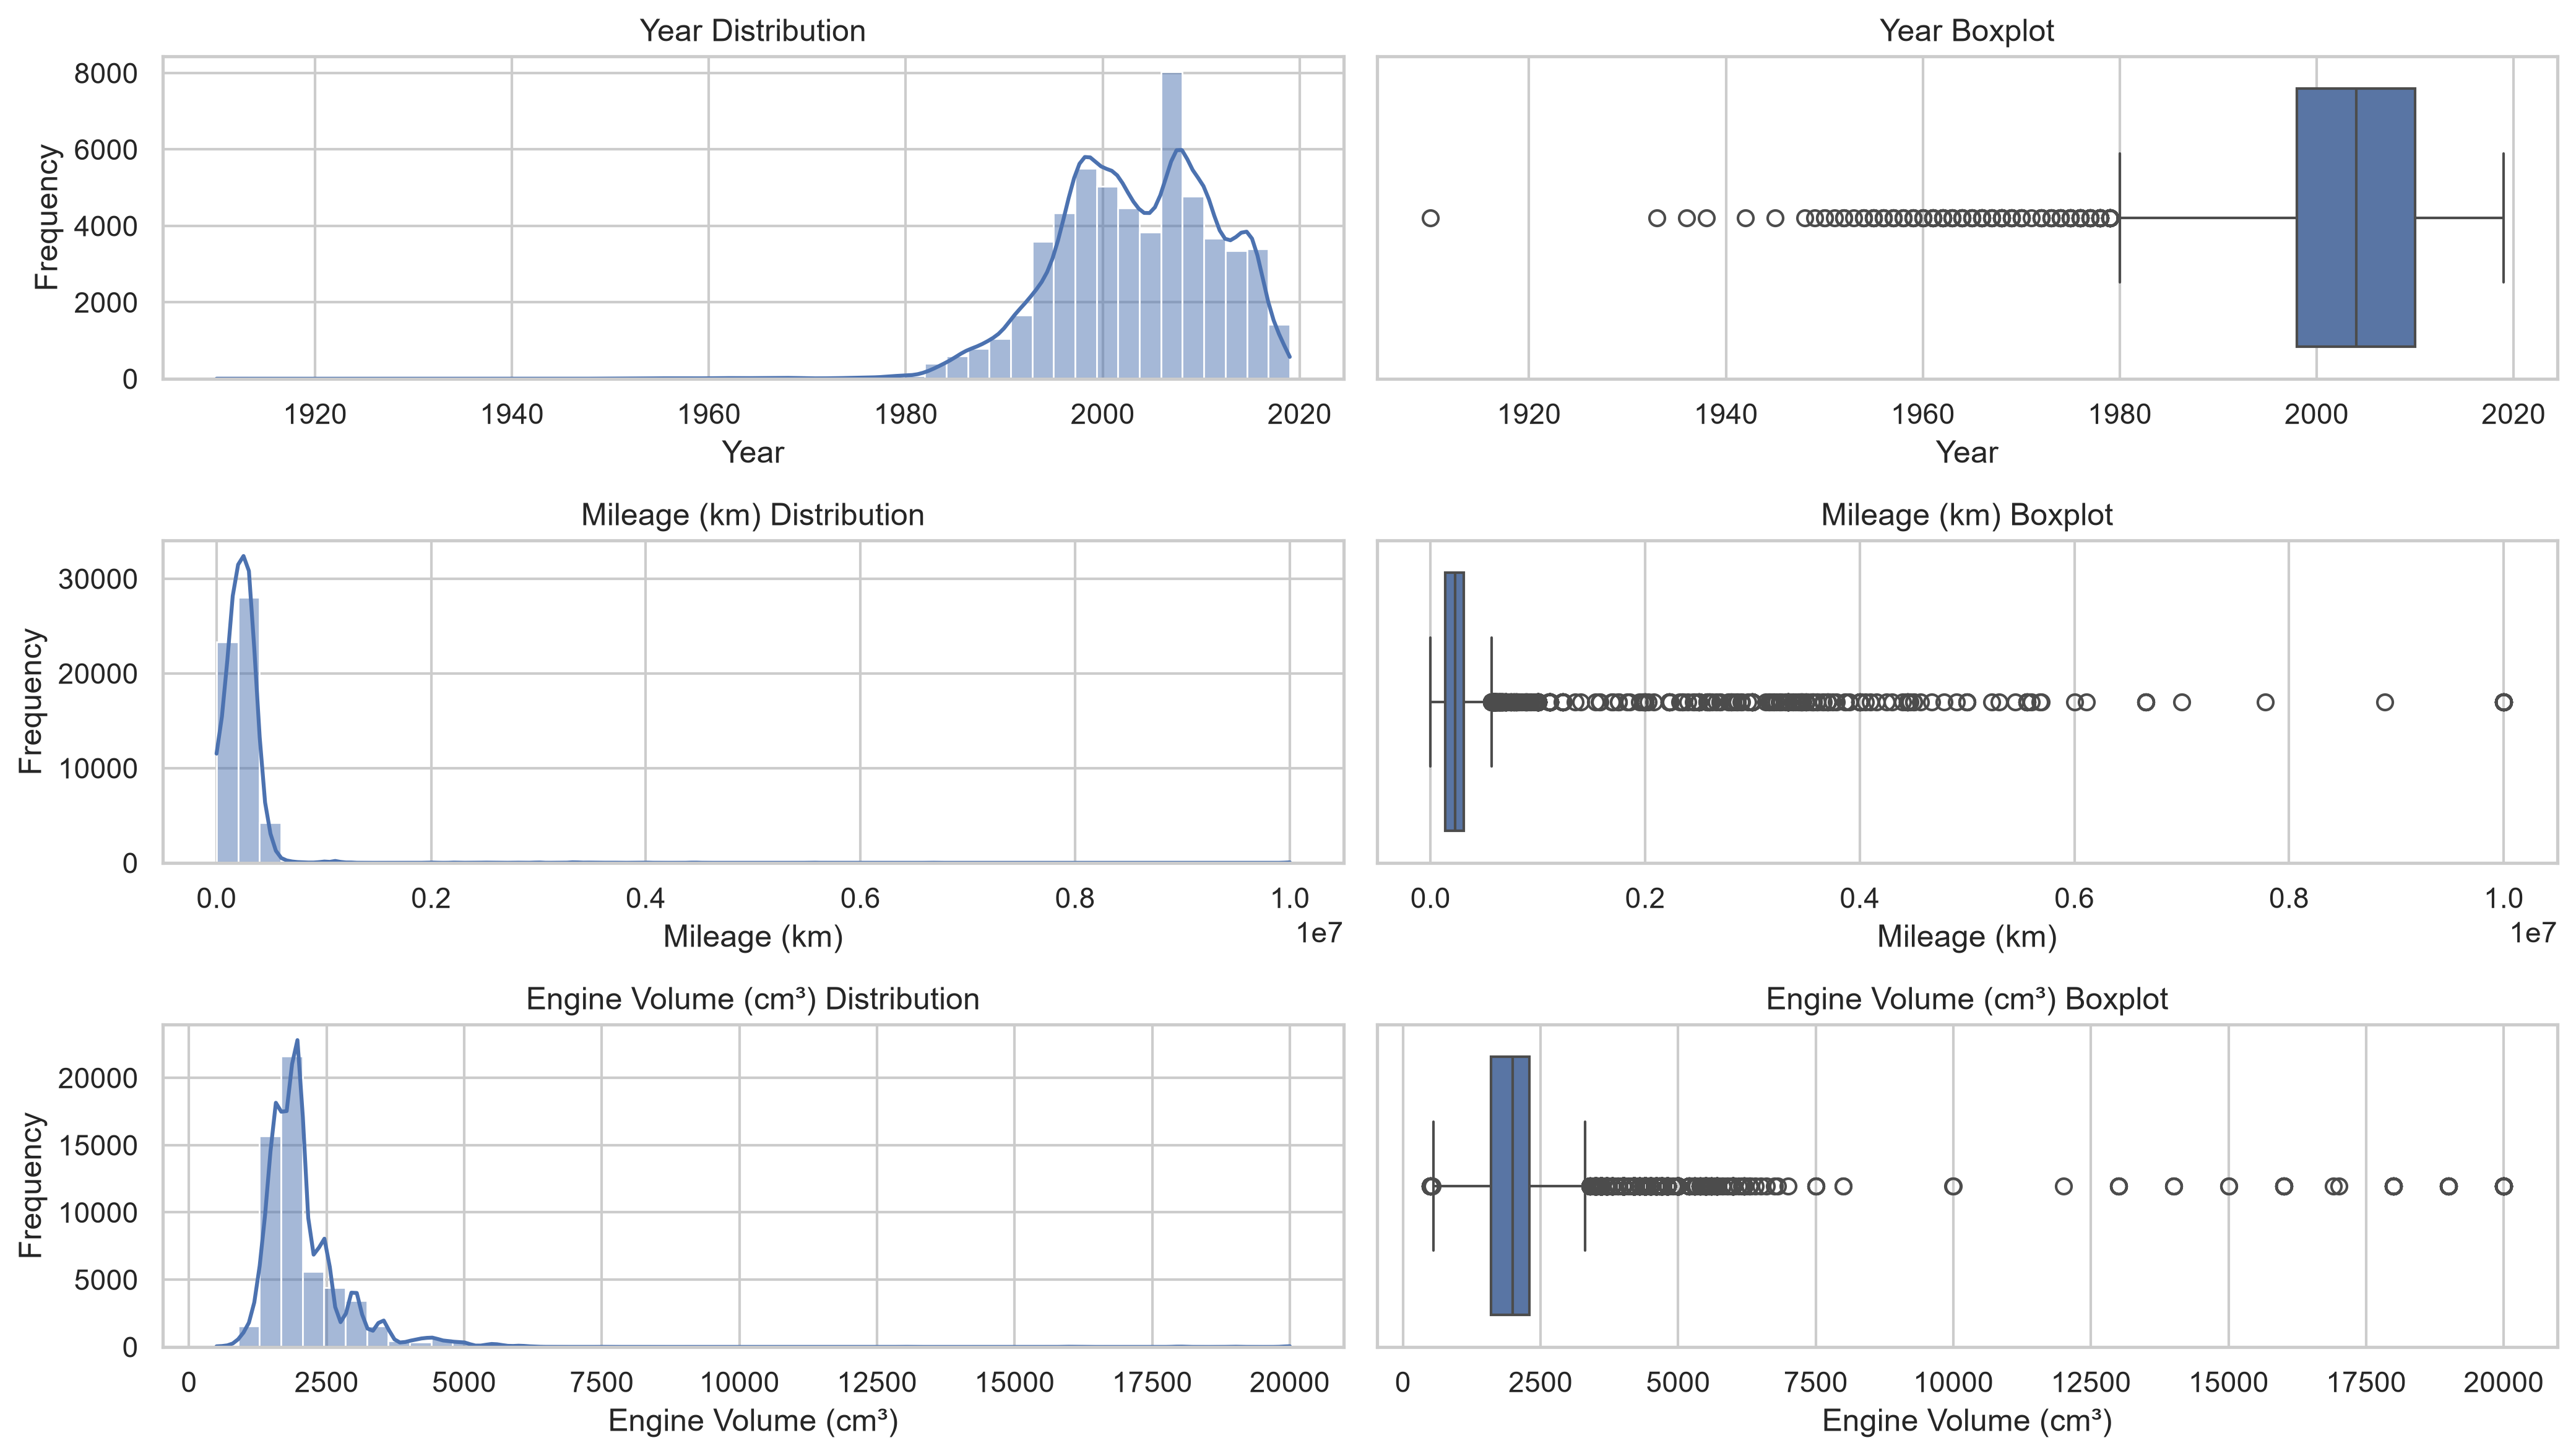 Year Distribution
Year Boxplot
8000
6000
4000
2000
0
Frequency
1920 1940 1960 1980 2000 2020
Year
1920 1940 1960 1980 2000 2020
Year
Mileage (km) Distribution
Mileage (km) Boxplot
30000
20000
10000
0
Frequency
0.0 0.2 0.4 0.6 0.8 1.0
1e7
Mileage (km)
0.0 0.2 0.4 0.6 0.8 1.0
1e7
Mileage (km)
Engine Volume (cm³) Distribution
Engine Volume (cm³) Boxplot
20000
15000
10000
5000
0
Frequency
0 2500 5000 7500 10000 12500 15000 17500 20000
Engine Volume (cm³)
0 2500 5000 7500 10000 12500 15000 17500 20000
Engine Volume (cm³)